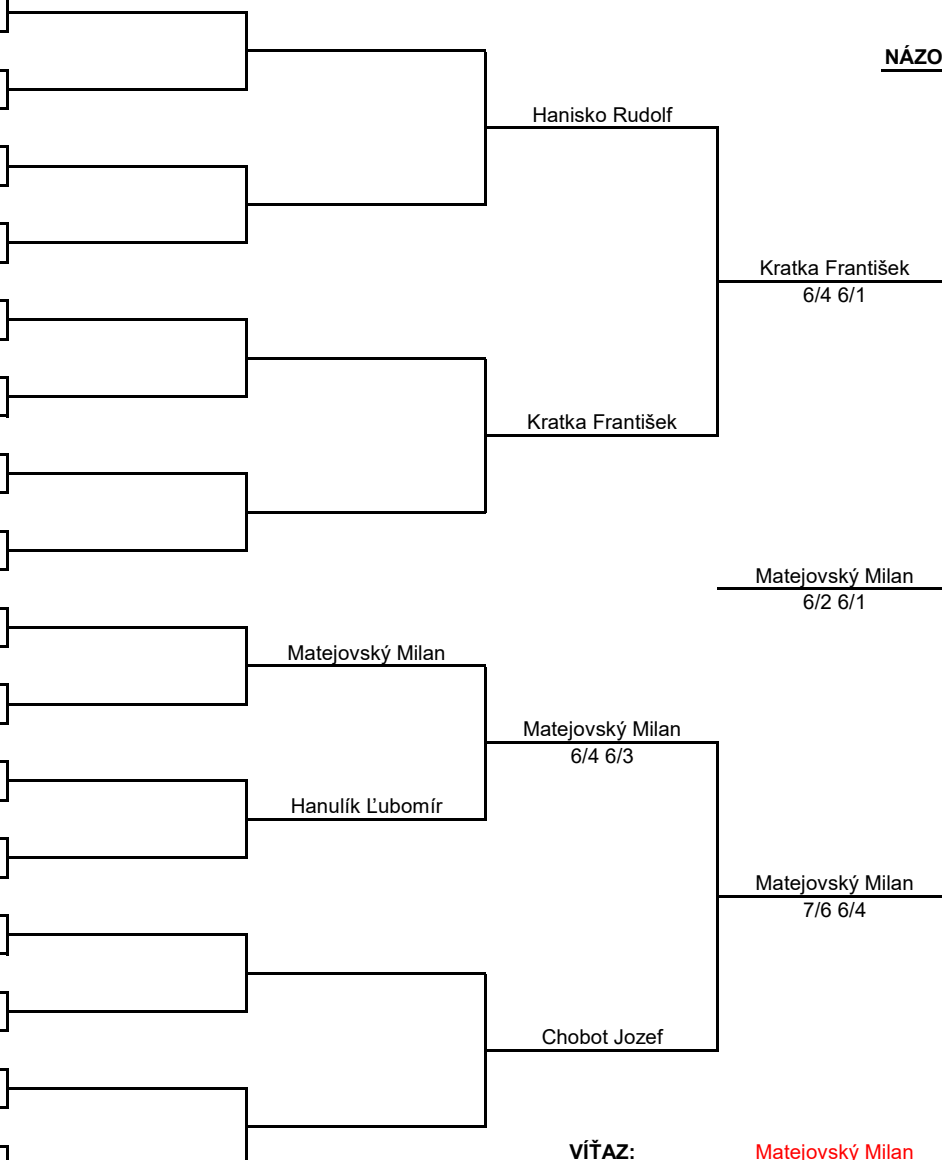 NÁZO
Hanisko Rudolf
Kratka František
6/4 6/1
Kratka František
Matejovský Milan
6/2 6/1
Matejovský Milan
Matejovský Milan
6/4 6/3
Hanulík Ľubomír
Matejovský Milan
7/6 6/4
Chobot Jozef
VÍŤAZ: Matejovský Milan